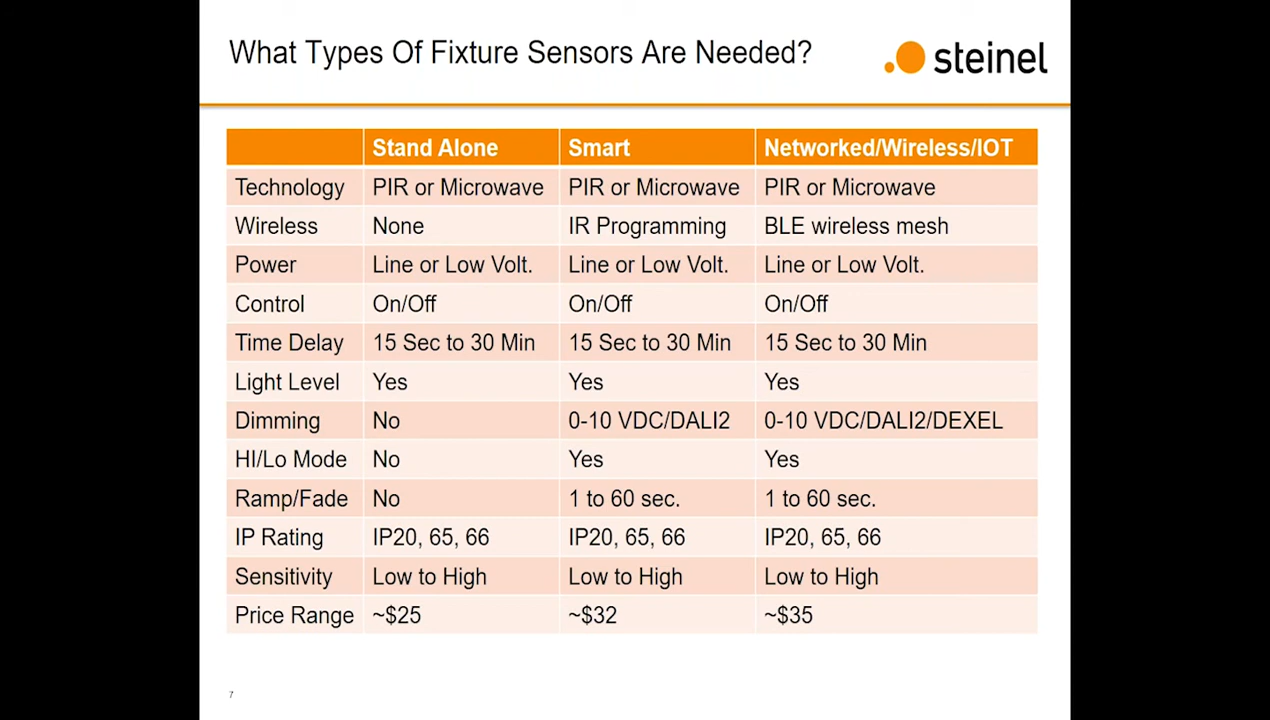 What Types Of Fixture Sensors Are Needed?
steinel
Stand Alone Smart Networked/Wireless/IOT
Technology PIR or Microwave PIR or Microwave PIR or Microwave
Wireless None IR Programming BLE wireless mesh
Power Line or Low Volt. Line or Low Volt. Line or Low Volt.
Control On/Off On/Off On/Off
Time Delay 15 Sec to 30 Min 15 Sec to 30 Min 15 Sec to 30 Min
Light Level Yes Yes Yes
Dimming No 0-10 VDC/DALI2 0-10 VDC/DALI2/DEXEL
HI/Lo Mode No Yes Yes
Ramp/Fade No 1 to 60 sec. 1 to 60 sec.
IP Rating IP20, 65, 66 IP20, 65, 66 IP20, 65, 66
Sensitivity Low to High Low to High Low to High
Price Range ~$25 ~$32 ~$35
7